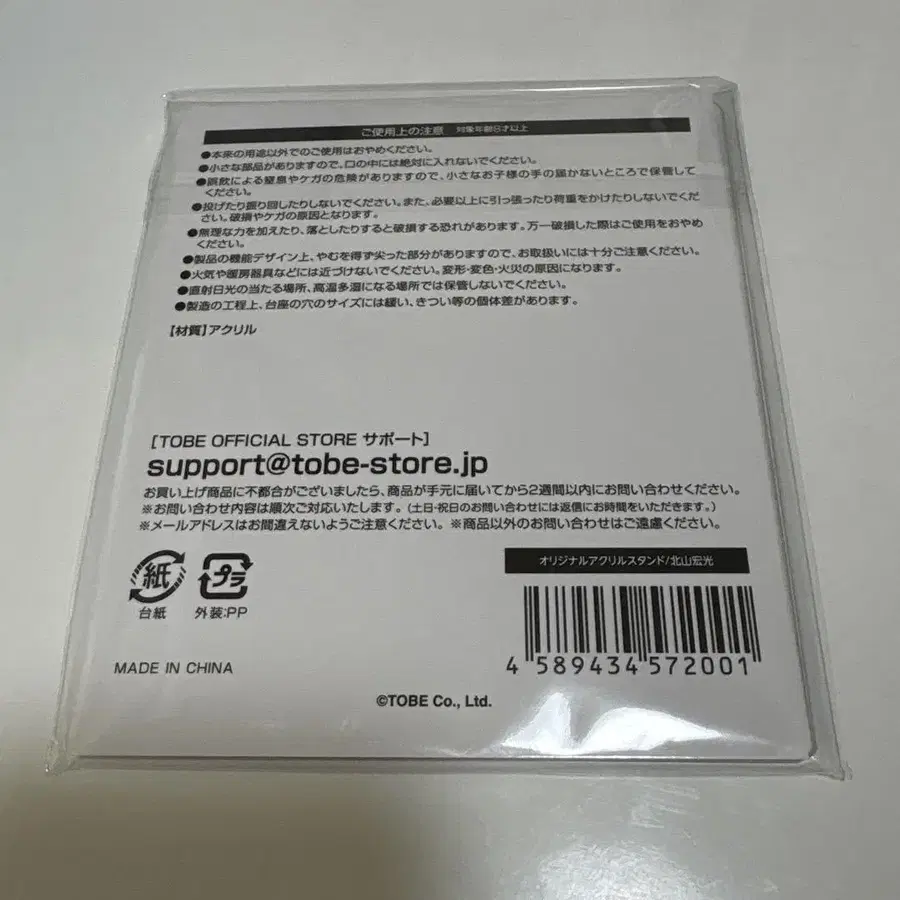 ご使用上の注意 対象年齢8才以上
●本来の用途以外でのご使用はおやめください。
●小さな部品がありますので、口の中には絶対に入れないでください。
●誤飲による窒息やケガの危険がありますので、小さなお子様の手の届かないところで保管して
ください。
●投げたり振り回したりしないでください。また、必要以上に引っ張ったり荷重をかけたりしないでくだ
さい。破損やケガの原因となります。
●無理な力を加えたり、落としたりすると破損する恐れがあります。万一破損した際はご使用をおやめ
ください。
●製品の機能デザイン上、やむを得ず尖った部分がありますので、お取扱いには十分ご注意ください。
●火気や暖房器具などには近づけないでください。変形・変色・火災の原因になります。
●直射日光の当たる場所、高温多湿になる場所では保管しないでください。
●製造の工程上、台座の穴のサイズには緩い、きつい等の個体差があります。
【材質】アクリル
[TOBE OFFICIAL STORE サポート]
support@tobe-store.jp
お買い上げ商品に不都合がございましたら、商品が手元に届いてから2週間以内にお問い合わせください。
※お問い合わせ内容は順次ご対応いたします。(土日・祝日のお問い合わせには返信にお時間をいただきます。)
※メールアドレスはお間違えないようご注意ください。※商品以外のお問い合わせはご遠慮ください。
紙
台紙
プラ
外装:PP
オリジナルアクリルスタンド/北山宏光
4 589434 572001
MADE IN CHINA
©TOBE Co., Ltd.